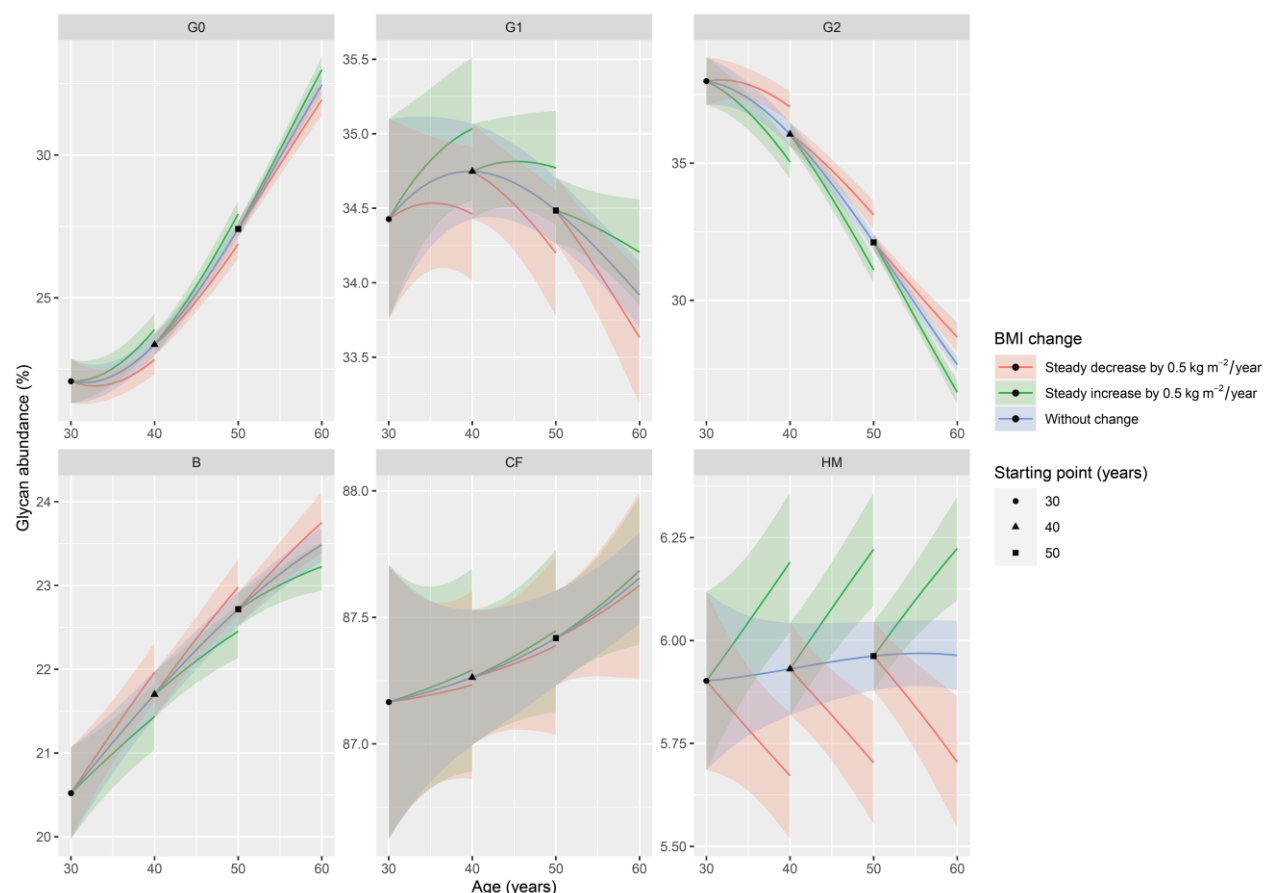 G0 G1 G2
35.5
35.0
34.5
34.0
33.5
30
25
35
30
30 40 50 60 30 40 50 60 30 40 50 60
Glycan abundance (%)
B CF HM
24
23
22
21
20
88.0
87.5
87.0
6.25
6.00
5.75
5.50
30 40 50 60 30 40 50 60 30 40 50 60
Age (years)
BMI change
Steady decrease by 0.5 kg m⁻²/year
Steady increase by 0.5 kg m⁻²/year
Without change
Starting point (years)
30
40
50